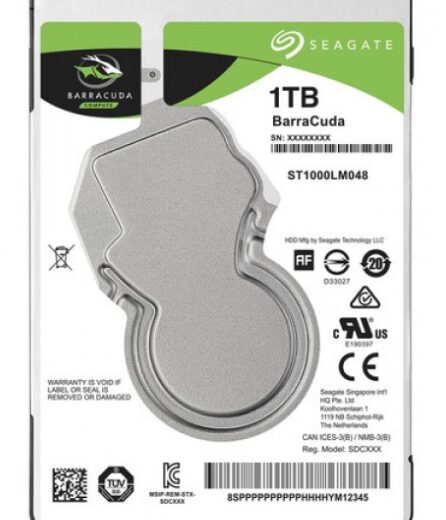 BARRACUDA
COMPUTE
SEAGATE
1TB
BarraCuda
SN: XXXXXXXX
ST1000LM048
HDD Mfg by Seagate Technology LLC
AF
D33027
20
c RU us
E190397
CE
WARRANTY IS VOID IF
LABEL OR SEAL IS
REMOVED OR DAMAGED
Seagate Singapore Int'l
HQ Pte. Ltd
Koolhovenlaan 1
1119 NB Schiphol-Rijk
The Netherlands
CAN ICES-3(B) / NMB-3(B)
Reg. Model: SDCXXX
TÜV
MSIP-REM-STX-
SDCXXX
8SPPPPPPPPPPHHHHYM12345